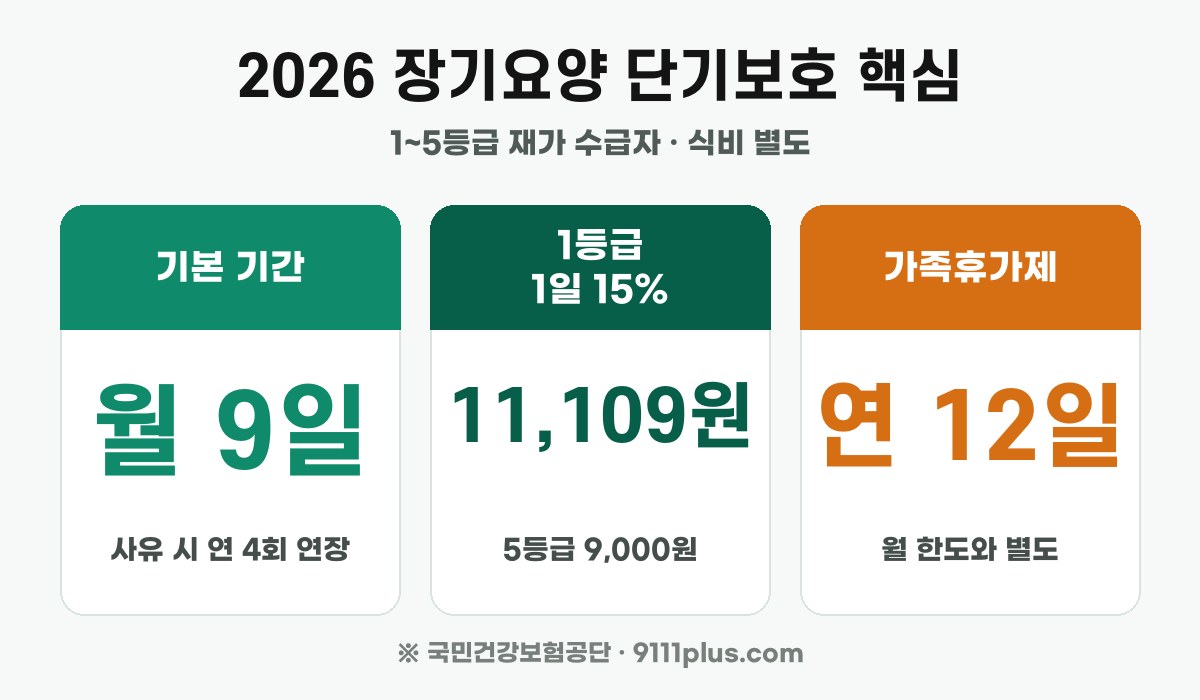 2026 장기요양 단기보호 핵심
1~5등급 재가 수급자 · 식비 별도
기본 기간
월 9일
사유 시 연 4회 연장
1등급
1일 15%
11,109원
5등급 9,000원
가족휴가제
연 12일
월 한도와 별도
※ 국민건강보험공단 · 9111plus.com